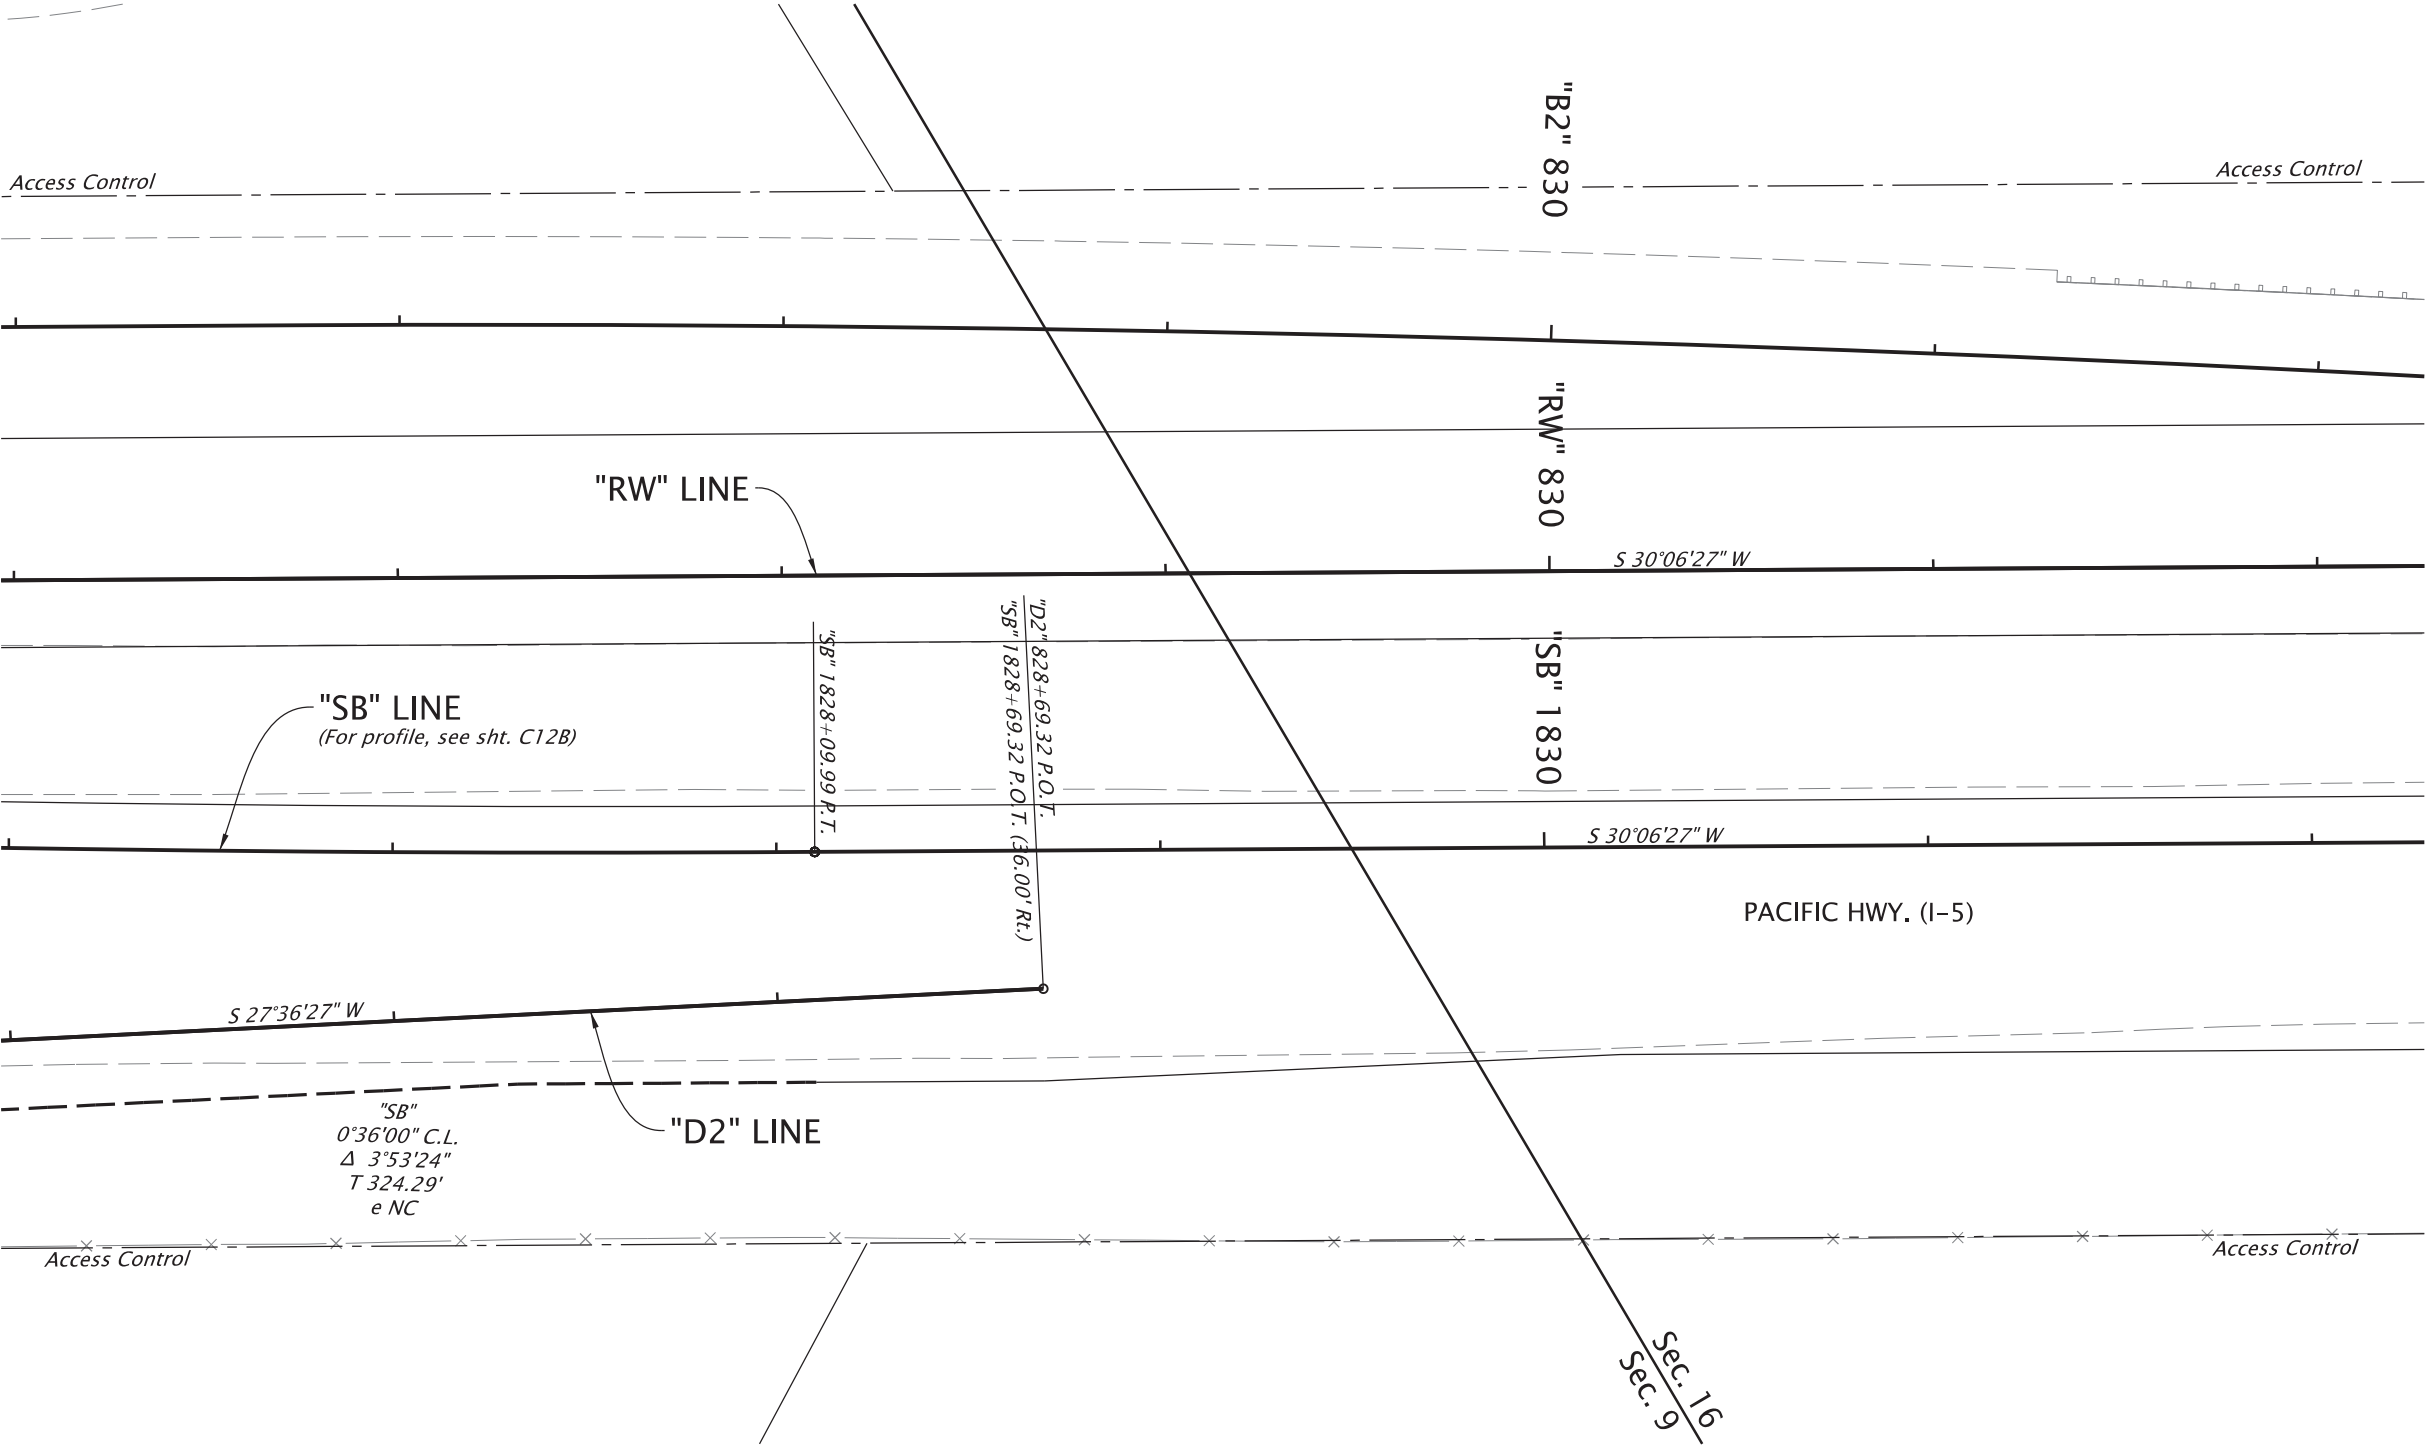 "B2" 830
Access Control
Access Control
"RW" 830
"RW" LINE
S 30°06'27" W
"SB" 1828+09.99 P.T.
"D2" 828+69.32 P.O.T.
"SB" 1828+69.32 P.O.T. (36.00' Rt.)
"SB" 1830
"SB" LINE
(For profile, see sht. C12B)
S 30°06'27" W
PACIFIC HWY. (I-5)
S 27°36'27" W
"D2" LINE
"SB"
0°36'00" C.L.
Δ 3°53'24"
T 324.29'
e NC
Access Control
Access Control
Sec. 16
Sec. 9